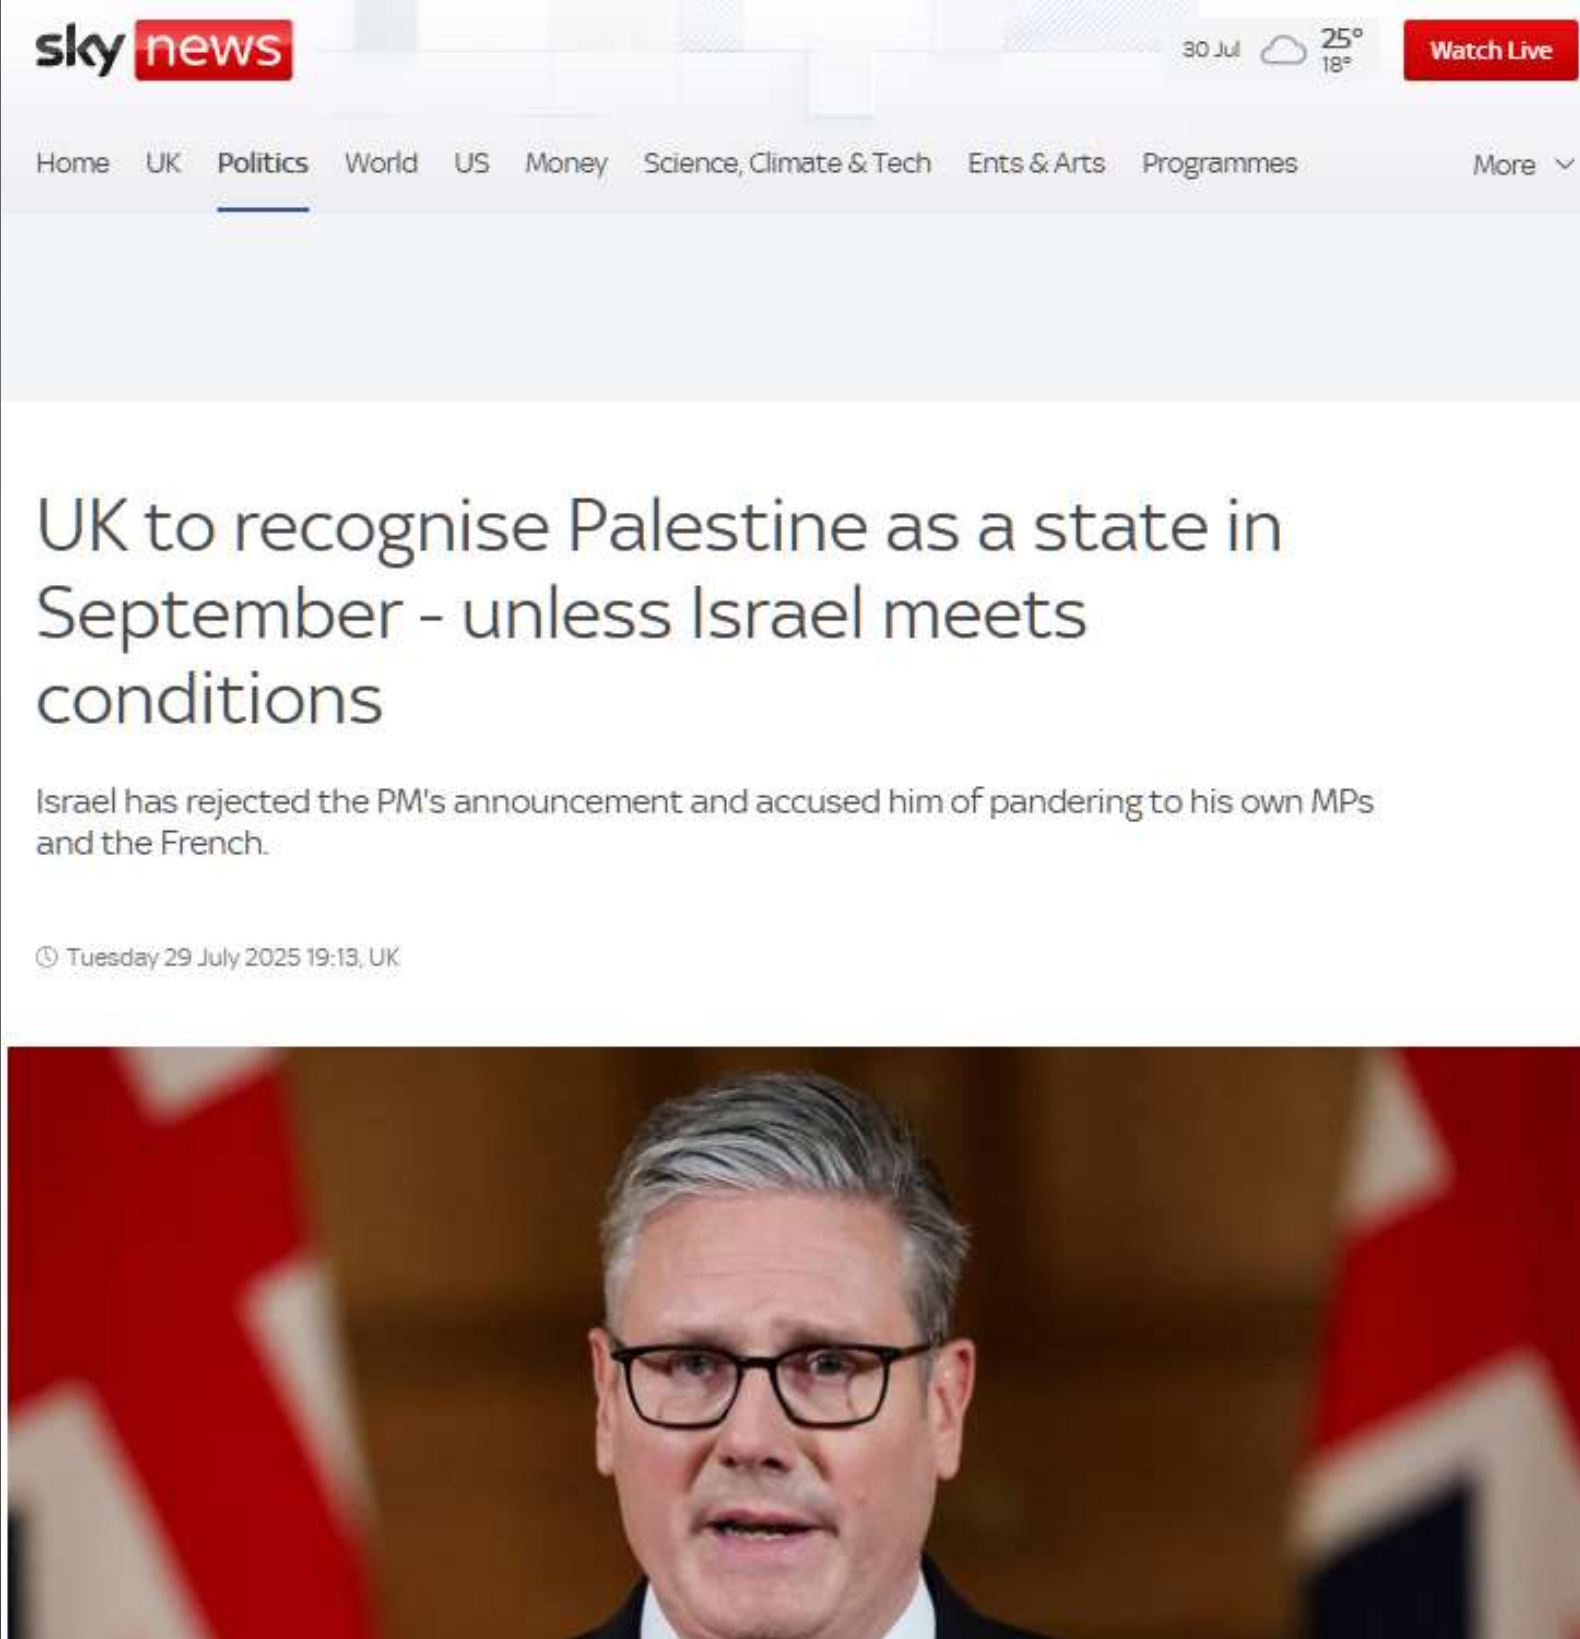 sky news
30 Jul
25°
18°
Watch Live
Home UK Politics World US Money Science, Climate & Tech Ents & Arts Programmes More
UK to recognise Palestine as a state in
September - unless Israel meets
conditions
Israel has rejected the PM's announcement and accused him of pandering to his own MPs
and the French.
Tuesday 29 July 2025 19:13, UK